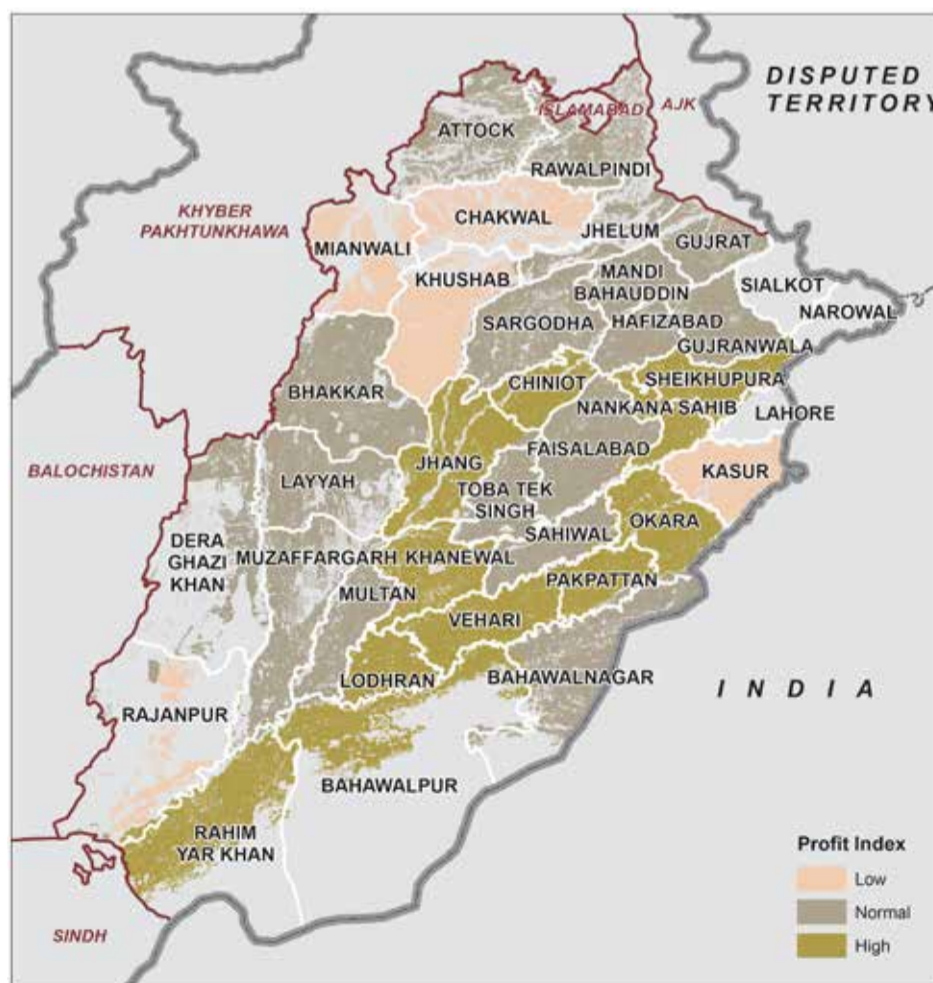 DISPUTED
TERRITORY
ISLAMABAD
AJK
ATTOCK
RAWALPINDI
KHYBER
PAKHTUNKHAWA
CHAKWAL
MIANWALI
JHELUM
GUJRAT
KHUSHAB
MANDI
BAHAUDDIN
SIALKOT
NAROWAL
SARGODHA
HAFIZABAD
GUJRANWALA
BHAKKAR
CHINIOT
SHEIKHUPURA
NANKANA SAHIB
LAHORE
FAISALABAD
BALOCHISTAN
JHANG
KASUR
LAYYAH
TOBA TEK
SINGH
OKARA
SAHIWAL
DERA
GHAZI
KHAN
MUZAFFARGARH
KHANEWAL
MULTAN
PAKPATTAN
VEHARI
LODHRAN
BAHAWALNAGAR
INDIA
RAJANPUR
BAHAWALPUR
RAHIM
YAR KHAN
SINDH
Profit Index
Low
Normal
High